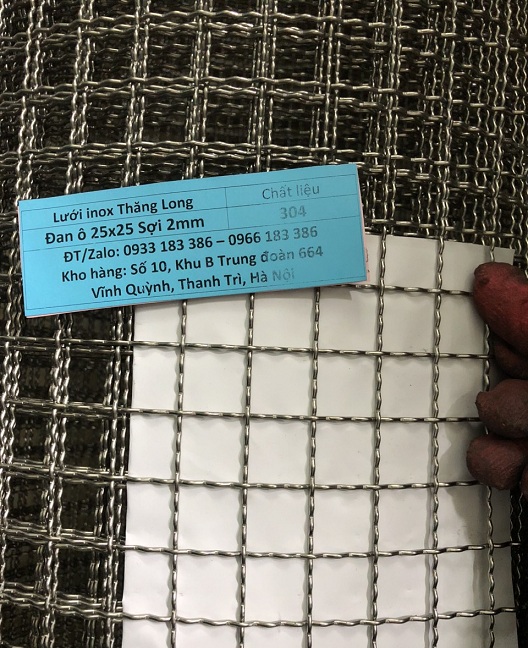 Lưới inox Thăng Long
Chất liệu
Đan ô 25x25 Sợi 2mm
304
ĐT/Zalo: 0933 183 386 – 0966 183 386
Kho hàng: Số 10, Khu B Trung đoàn 664
Vĩnh Quỳnh, Thanh Trì, Hà Nội